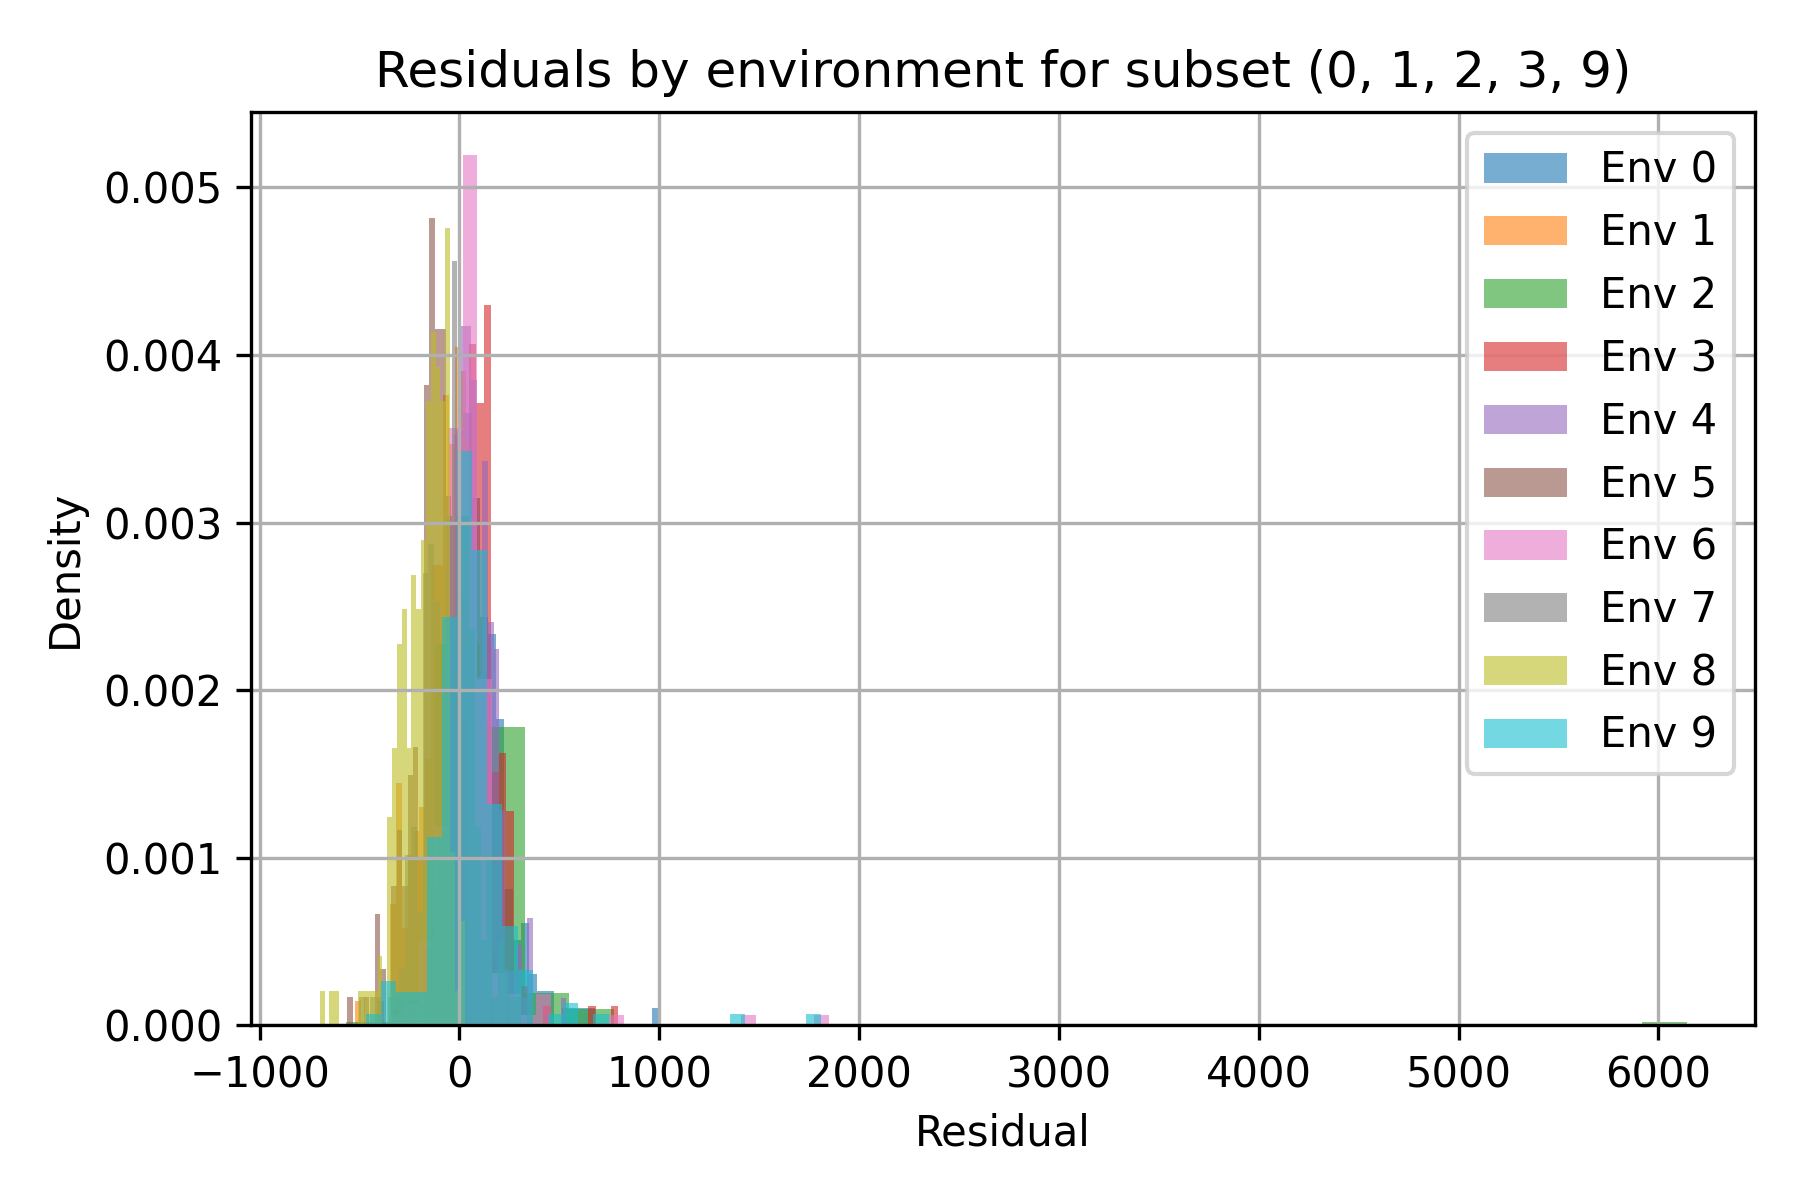 Residuals by environment for subset (0, 1, 2, 3, 9)
Density
0.005
0.004
0.003
0.002
0.001
0.000
−1000
0
1000
2000
3000
4000
5000
6000
Residual
Env 0
Env 1
Env 2
Env 3
Env 4
Env 5
Env 6
Env 7
Env 8
Env 9